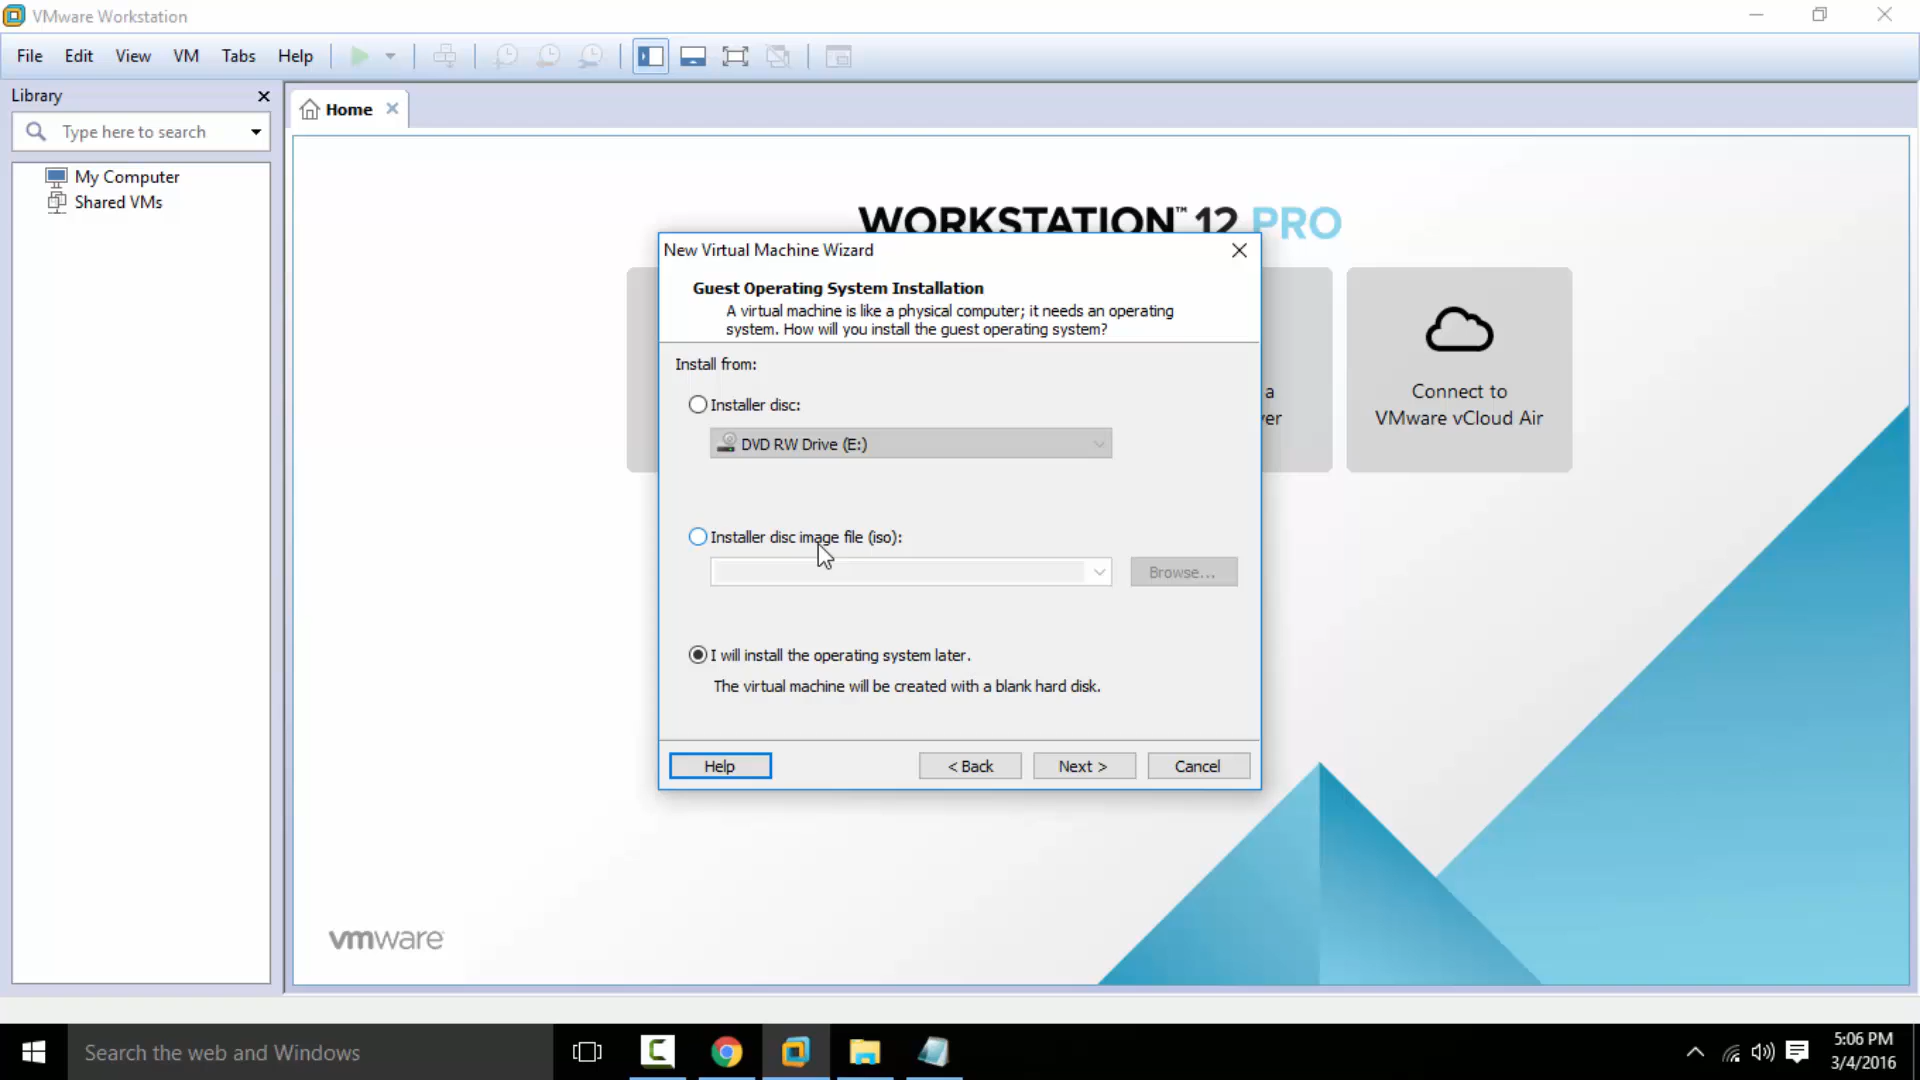 VMware Workstation
File Edit View VM Tabs Help
Library
Type here to search
My Computer
Shared VMs
Home
WORKSTATION™ 12 PRO
New Virtual Machine Wizard
Guest Operating System Installation
A virtual machine is like a physical computer; it needs an operating
system. How will you install the guest operating system?
Install from:
Installer disc:
DVD RW Drive (E:)
Installer disc image file (iso):
Browse...
I will install the operating system later.
The virtual machine will be created with a blank hard disk.
Help < Back Next > Cancel
a
er
Connect to
VMware vCloud Air
vmware
Search the web and Windows
5:06 PM
3/4/2016